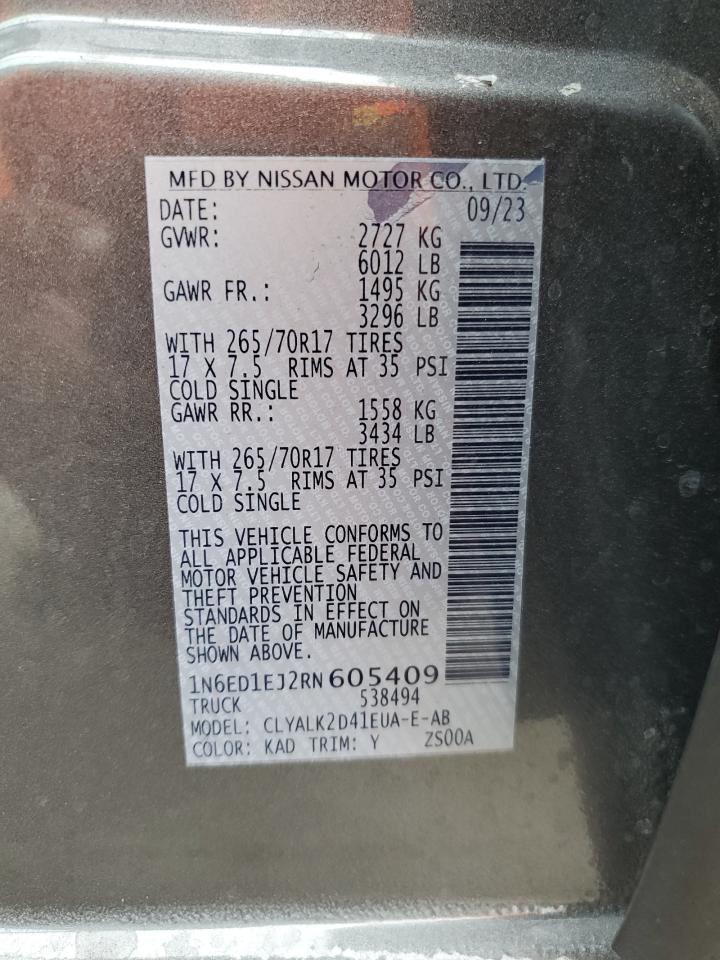 MFD BY NISSAN MOTOR CO., LTD.
DATE: 09/23
GVWR: 2727 KG
6012 LB
GAWR FR.: 1495 KG
3296 LB
WITH 265/70R17 TIRES
17 X 7.5 RIMS AT 35 PSI
COLD SINGLE
GAWR RR.: 1558 KG
3434 LB
WITH 265/70R17 TIRES
17 X 7.5 RIMS AT 35 PSI
COLD SINGLE
THIS VEHICLE CONFORMS TO
ALL APPLICABLE FEDERAL
MOTOR VEHICLE SAFETY AND
THEFT PREVENTION
STANDARDS IN EFFECT ON
THE DATE OF MANUFACTURE
SHOWN ABOVE.
1N6ED1EJ2RN605409
TRUCK 538494
MODEL: CLYALK2D41EUA-E-AB
COLOR: KAD TRIM: Y ZS00A